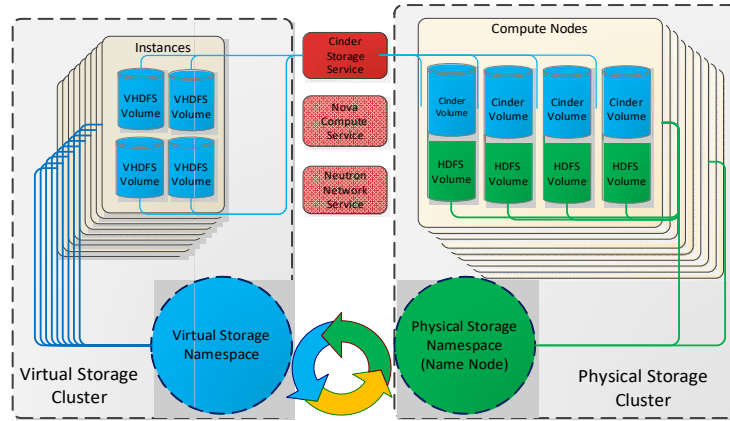 Instances
VHDFS
Volume
VHDFS
Volume
VHDFS
Volume
VHDFS
Volume
Virtual Storage
Namespace
Virtual Storage
Cluster
Cinder
Storage
Service
Nova
Compute
Service
Neutron
Network
Service
Compute Nodes
Cinder
Volume
Cinder
Volume
Cinder
Volume
Cinder
Volume
HDFS
Volume
HDFS
Volume
HDFS
Volume
HDFS
Volume
Physical Storage
Namespace
(Name Node)
Physical Storage
Cluster